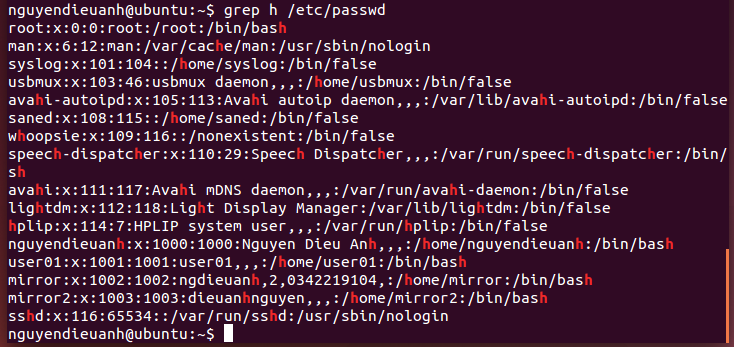 nguyendieuanh@ubuntu:~$ grep h /etc/passwd
root:x:0:0:root:/root:/bin/bash
man:x:6:12:man:/var/cache/man:/usr/sbin/nologin
syslog:x:101:104::/home/syslog:/bin/false
usbmux:x:103:46:usbmux daemon,,,:/home/usbmux:/bin/false
avahi-autoipd:x:105:113:Avahi autoip daemon,,,:/var/lib/avahi-autoipd:/bin/false
saned:x:108:115::/home/saned:/bin/false
whoopsie:x:109:116::/nonexistent:/bin/false
speech-dispatcher:x:110:29:Speech Dispatcher,,,:/var/run/speech-dispatcher:/bin/
sh
avahi:x:111:117:Avahi mDNS daemon,,,:/var/run/avahi-daemon:/bin/false
lightdm:x:112:118:Light Display Manager:/var/lib/lightdm:/bin/false
hplip:x:114:7:HPLIP system user,,,:/var/run/hplip:/bin/false
nguyendieuanh:x:1000:1000:Nguyen Dieu Anh,,,:/home/nguyendieuanh:/bin/bash
user01:x:1001:1001:user01,,,:/home/user01:/bin/bash
mirror:x:1002:1002:ngdieuanh,2,0342219104,:/home/mirror:/bin/bash
mirror2:x:1003:1003:dieuanhnguyen,,,:/home/mirror2:/bin/bash
sshd:x:116:65534::/var/run/sshd:/usr/sbin/nologin
nguyendieuanh@ubuntu:~$